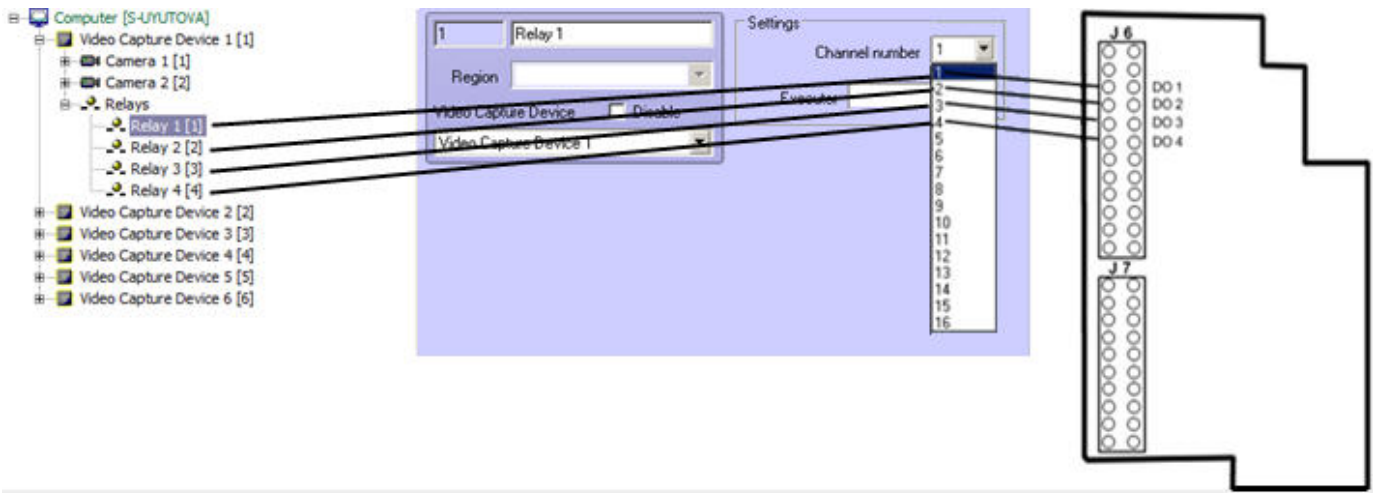 Computer [S-UYUTOVA]
Video Capture Device 1 [1]
Camera 1 [1]
Camera 2 [2]
Relays
Relay 1 [1]
Relay 2 [2]
Relay 3 [3]
Relay 4 [4]
Video Capture Device 2 [2]
Video Capture Device 3 [3]
Video Capture Device 4 [4]
Video Capture Device 5 [5]
Video Capture Device 6 [6]
1 Relay 1
Region
Video Capture Device Disable
Video Capture Device 1
Settings
Channel number 1
Executor
1
2
3
4
5
6
7
8
9
10
11
12
13
14
15
16
J 6
DO 1
DO 2
DO 3
DO 4
J 7